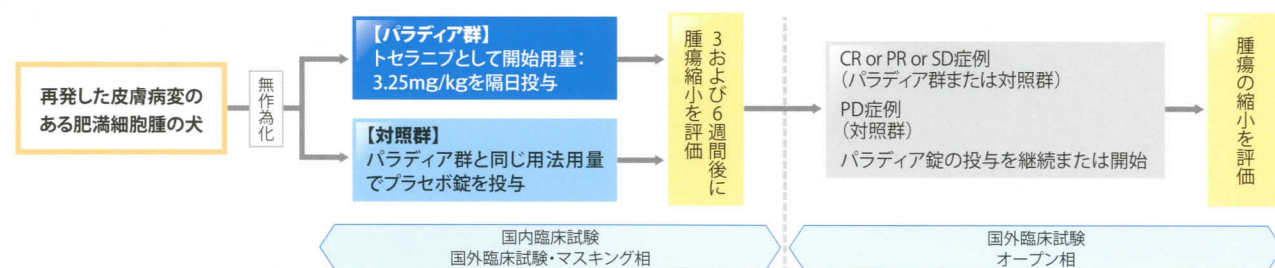 再発した皮膚病変の
ある肥満細胞腫の犬
無作為化
【パラディア群】
トセラニブとして開始用量：
3.25mg/kgを隔日投与
【対照群】
パラディア群と同じ用法用量
でプラセボ錠を投与
3および6週間後に
腫瘍縮小を評価
CR or PR or SD症例
（パラディア群または対照群）
PD症例
（対照群）
パラディア錠の投与を継続または開始
腫瘍の縮小を評価
国内臨床試験
国外臨床試験・マスキング相
国外臨床試験
オープン相